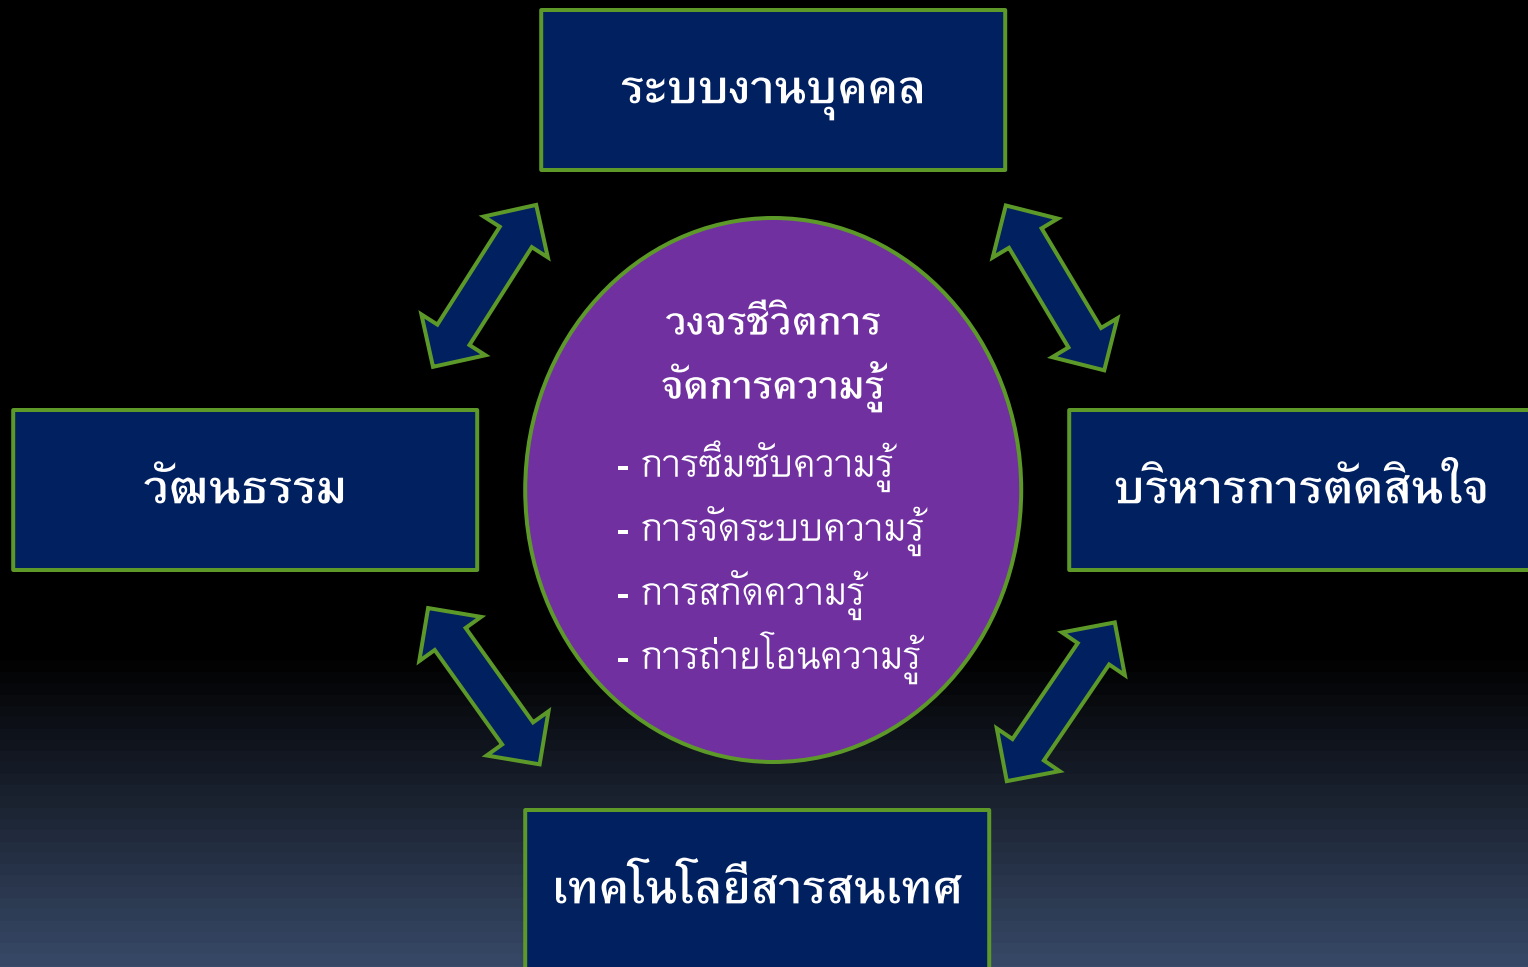 ระบบงานบุคคล
วงจรชีวิตการ
จัดการความรู้
- การซึมซับความรู้
- การจัดระบบความรู้
- การสกัดความรู้
- การถ่ายโอนความรู้
วัฒนธรรม
บริหารการตัดสินใจ
เทคโนโลยีสารสนเทศ